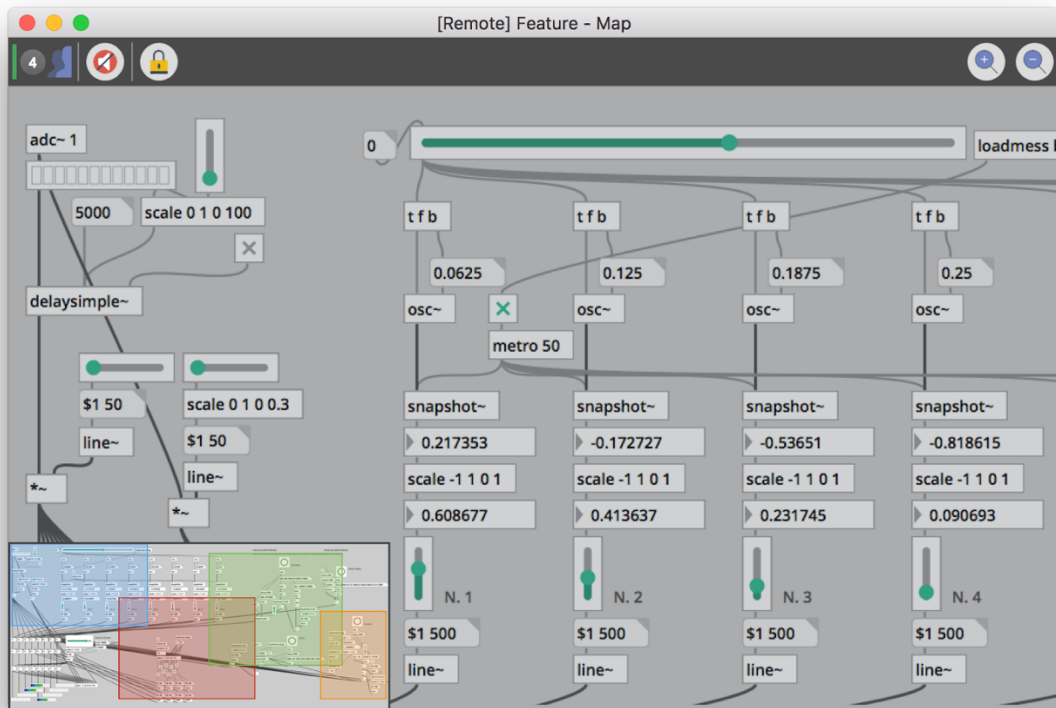 [Remote] Feature - Map
4
adc~ 1
0
loadmess
5000
scale 0 1 0 100
t f b
t f b
t f b
t f b
0.0625
0.125
0.1875
0.25
delaysimple~
osc~
osc~
osc~
osc~
metro 50
$1 50
scale 0 1 0 0.3
snapshot~
snapshot~
snapshot~
snapshot~
line~
$1 50
0.217353
-0.172727
-0.53651
-0.818615
line~
scale -1 1 0 1
scale -1 1 0 1
scale -1 1 0 1
scale -1 1 0 1
*~
*~
0.608677
0.413637
0.231745
0.090693
N. 1
N. 2
N. 3
N. 4
$1 500
$1 500
$1 500
$1 500
line~
line~
line~
line~